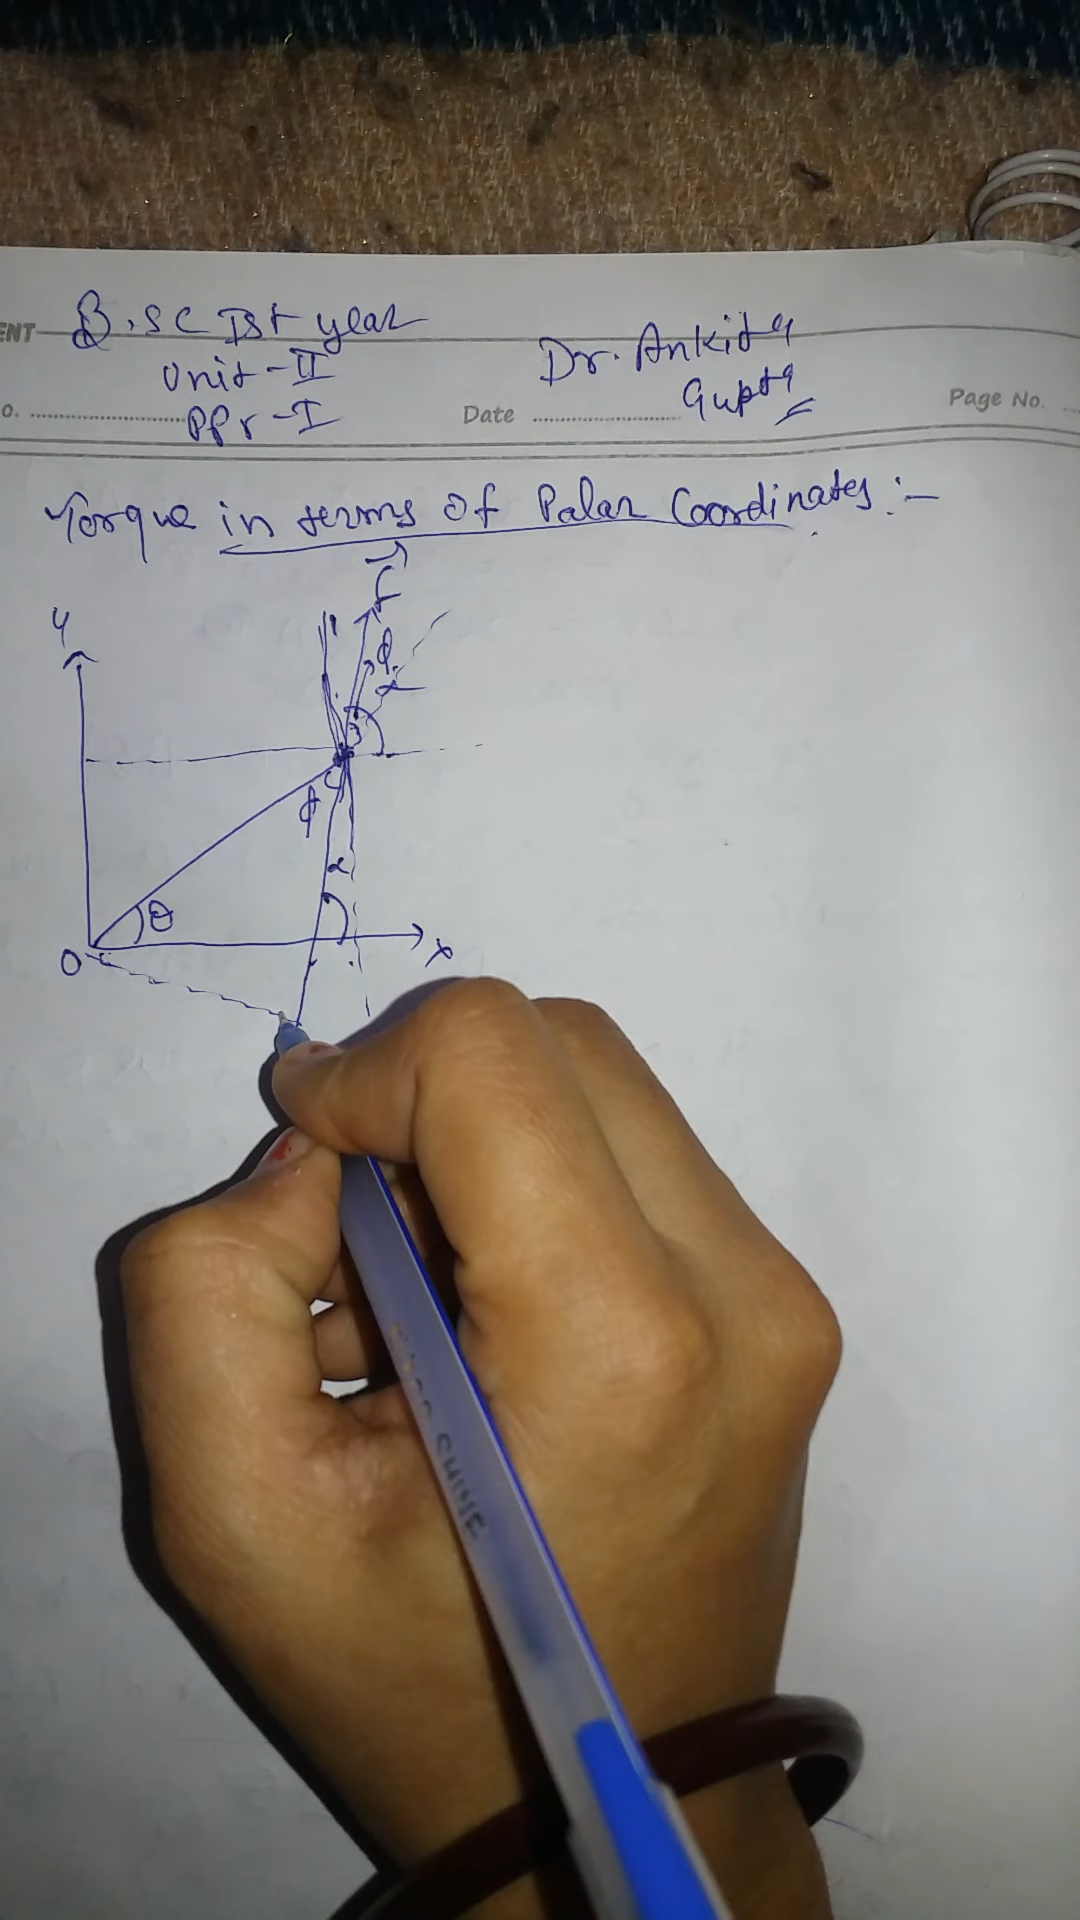 B.sc Ist year
Unit-II
PPr-I
Dr. Ankita
Gupta
ENT
o.
Date
Page No.
Torque in terms of Polar Coordinates :-
Y
F
ϕ
α
ϕ
α
θ
O
X
SHINE